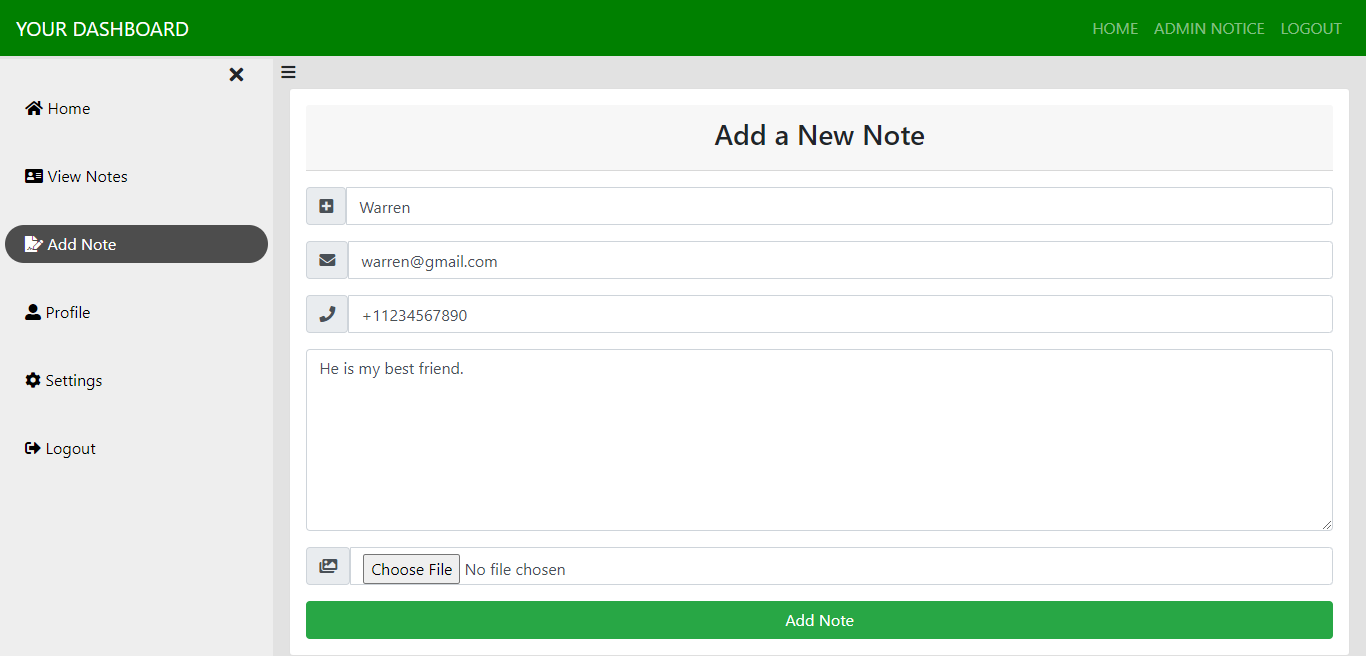 YOUR DASHBOARD
HOME ADMIN NOTICE LOGOUT
Home
View Notes
Add Note
Profile
Settings
Logout
Add a New Note
Warren
warren@gmail.com
+11234567890
He is my best friend.
Choose File No file chosen
Add Note